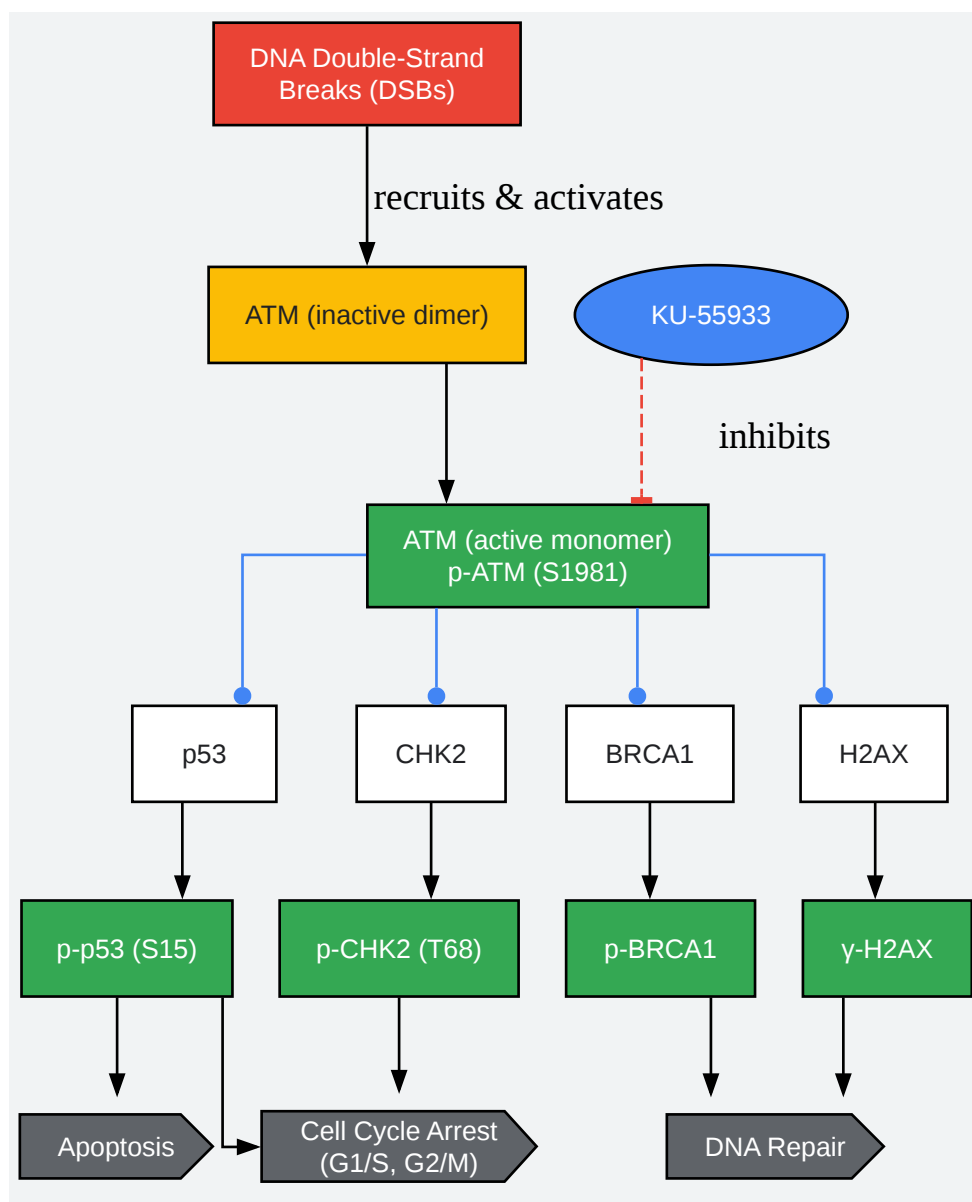 DNA Double-Strand
Breaks (DSBs)
recruits & activates
ATM (inactive dimer)
KU-55933
inhibits
ATM (active monomer)
p-ATM (S1981)
p53
CHK2
BRCA1
H2AX
p-p53 (S15)
p-CHK2 (T68)
p-BRCA1
γ-H2AX
Apoptosis
Cell Cycle Arrest
(G1/S, G2/M)
DNA Repair